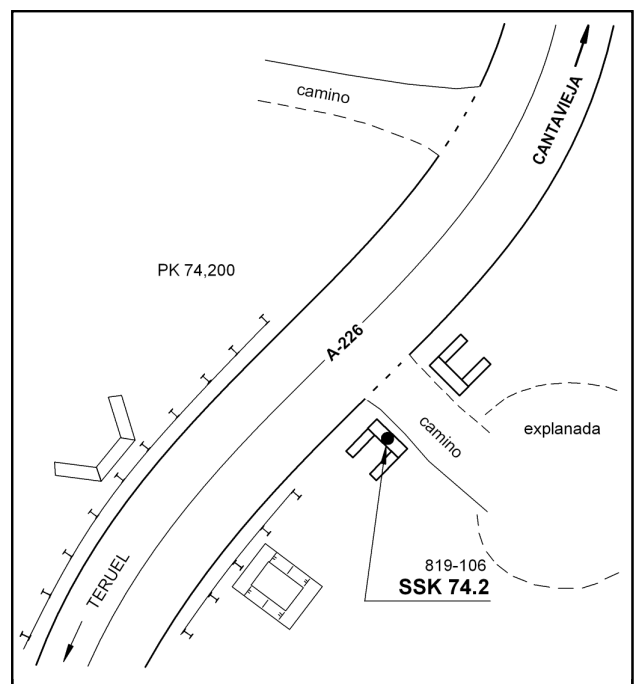 camino
CANTAVIEJA
PK 74,200
A-226
camino
explanada
TERUEL
819-106
SSK 74.2